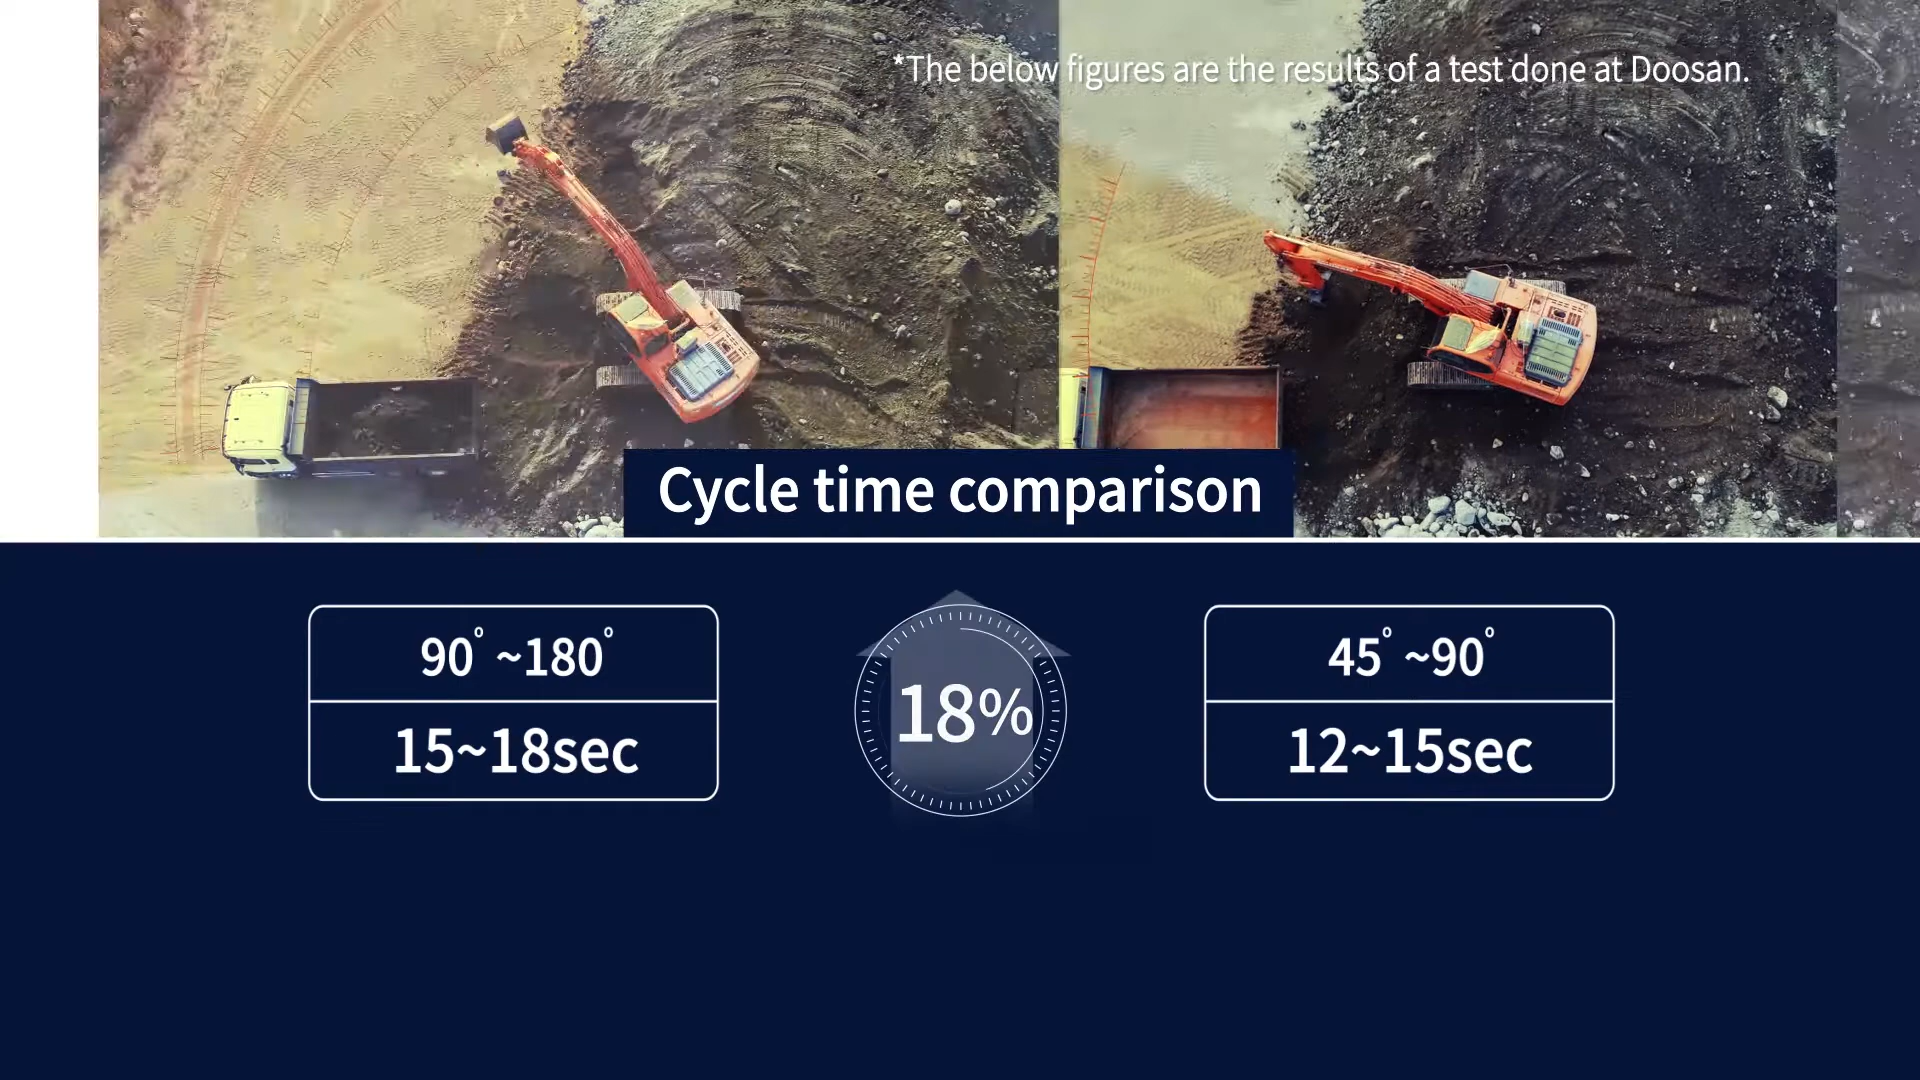 *The below figures are the results of a test done at Doosan.
Cycle time comparison
90° ~180°
15~18sec
18%
45° ~90°
12~15sec